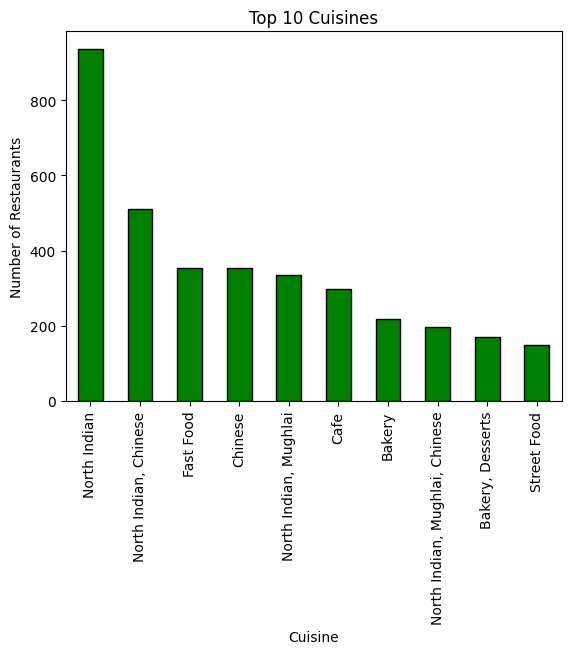 Top 10 Cuisines
Number of Restaurants
800
600
400
200
0
North Indian
North Indian, Chinese
Fast Food
Chinese
North Indian, Mughlai
Cafe
Bakery
North Indian, Mughlai, Chinese
Bakery, Desserts
Street Food
Cuisine